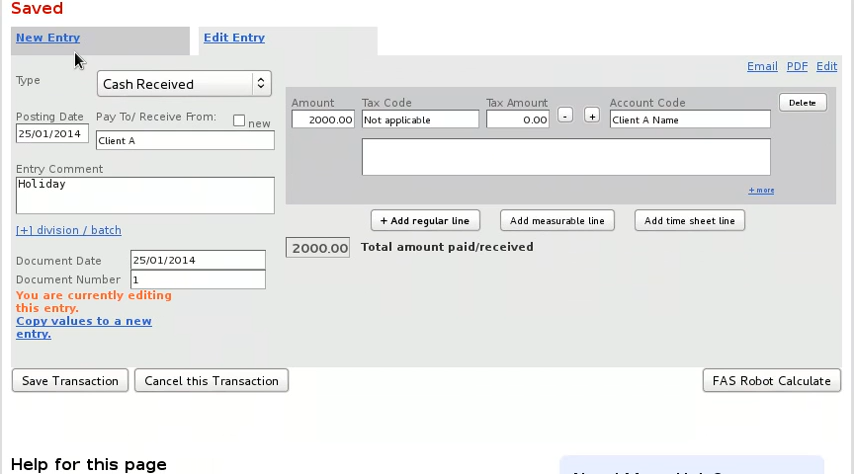 Saved
New Entry
Edit Entry
Email PDF Edit
Type
Cash Received
Posting Date
25/01/2014
Pay To/ Receive From:
new
Client A
Entry Comment
Holiday
[+] division / batch
Document Date
25/01/2014
Document Number
1
You are currently editing
this entry.
Copy values to a new
entry.
Amount
Tax Code
Tax Amount
Account Code
Delete
2000.00
Not applicable
0.00
-
+
Client A Name
+ more
+ Add regular line
Add measurable line
Add time sheet line
2000.00
Total amount paid/received
Save Transaction
Cancel this Transaction
FAS Robot Calculate
Help for this page